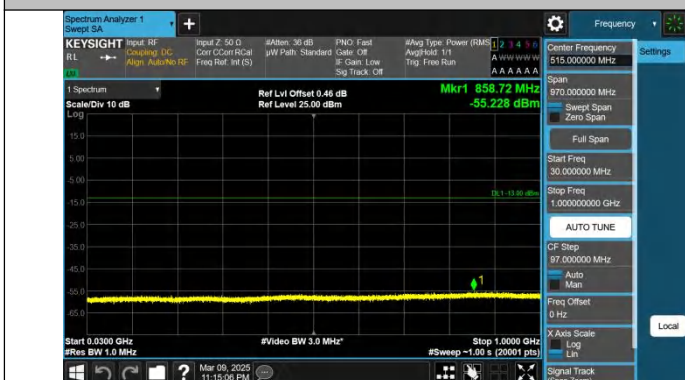 Spectrum Analyzer 1
Swept SA
Frequency
KEYSIGHT
RL
Input: RF
Coupling: DC
Align: Auto/No RF
Input Z: 50 Ω
Corr CCorr RCal
Freq Ref: Int (S)
#Atten: 36 dB
µW Path: Standard
PNO: Fast
Gate: Off
IF Gain: Low
Sig Track: Off
#Avg Type: Power (RMS)
Avg|Hold: 1/1
Trig: Free Run
1 2 3 4 5 6
A W W W W W
A A A A A A
1 Spectrum
Scale/Div 10 dB
Ref Lvl Offset 0.46 dB
Ref Level 25.00 dBm
Mkr1 858.72 MHz
-55.228 dBm
Log
15.0
5.00
-5.00
-15.0
-25.0
-35.0
-45.0
-55.0
-65.0
DL1 -13.00 dBm
1
Start 0.0300 GHz
#Res BW 1.0 MHz
#Video BW 3.0 MHz*
Stop 1.0000 GHz
#Sweep ~1.00 s (20001 pts)
Mar 09, 2025
11:15:06 PM
Center Frequency
515.000000 MHz
Settings
Span
970.000000 MHz
Swept Span
Zero Span
Full Span
Start Freq
30.000000 MHz
Stop Freq
1.000000000 GHz
AUTO TUNE
CF Step
97.000000 MHz
Auto
Man
Freq Offset
0 Hz
X Axis Scale
Log
Lin
Local
Signal Track